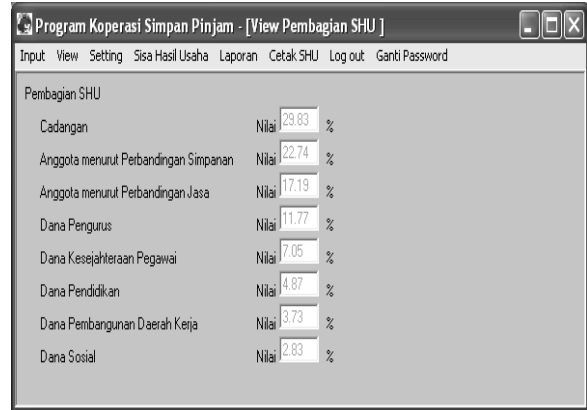 Program Koperasi Simpan Pinjam - [View Pembagian SHU ]
Input View Setting Sisa Hasil Usaha Laporan Cetak SHU Log out Ganti Password
Pembagian SHU
Cadangan Nilai 29.83 %
Anggota menurut Perbandingan Simpanan Nilai 22.74 %
Anggota menurut Perbandingan Jasa Nilai 17.19 %
Dana Pengurus Nilai 11.77 %
Dana Kesejahteraan Pegawai Nilai 7.05 %
Dana Pendidikan Nilai 4.87 %
Dana Pembangunan Daerah Kerja Nilai 3.73 %
Dana Sosial Nilai 2.83 %